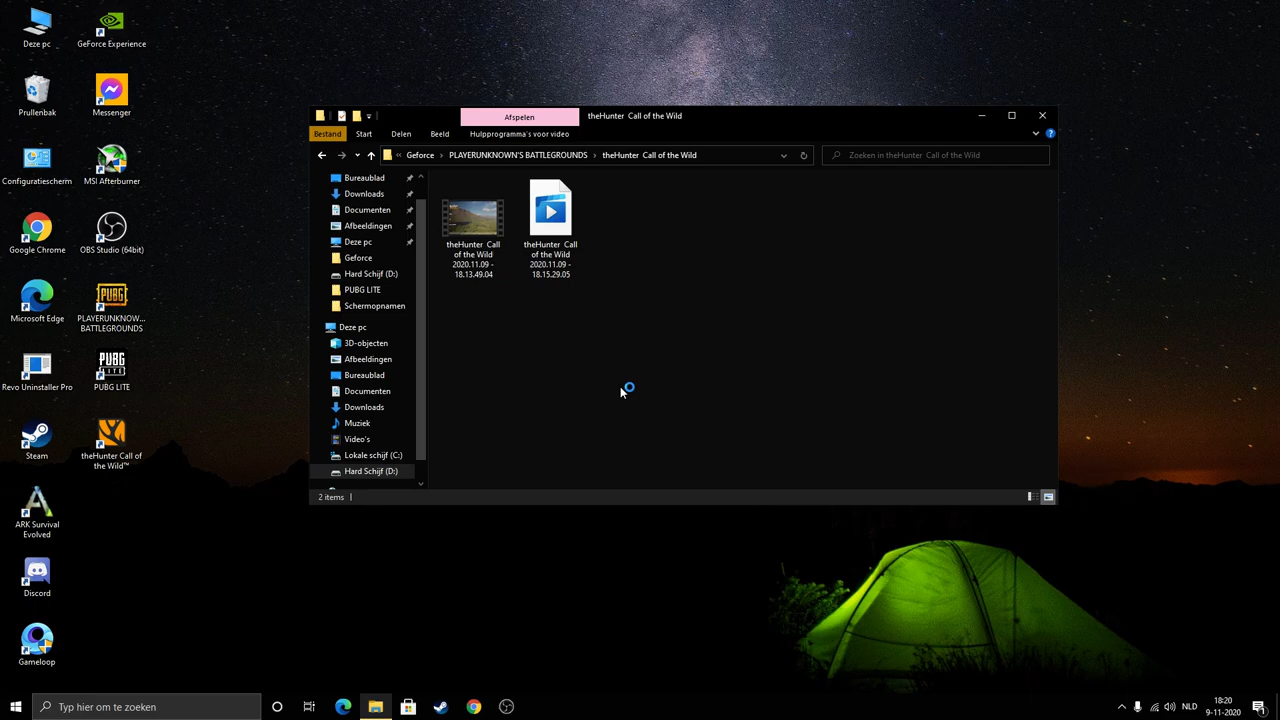 Deze pc
GeForce Experience
Prullenbak
Messenger
Configuratiescherm
MSI Afterburner
Google Chrome
OBS Studio (64bit)
Microsoft Edge
PLAYERUNKNOW...
BATTLEGROUNDS
Revo Uninstaller Pro
PUBG LITE
Steam
theHunter Call of
the Wild™
ARK Survival
Evolved
Discord
Gameloop
PUBG
PUBG
LITE
Afspelen
theHunter  Call of the Wild
Bestand
Start
Delen
Beeld
Hulpprogramma's voor video
« Geforce › PLAYERUNKNOWN'S BATTLEGROUNDS › theHunter  Call of the Wild
Zoeken in theHunter  Call of the Wild
Bureaublad
Downloads
Documenten
Afbeeldingen
Deze pc
Geforce
Hard Schijf (D:)
PUBG LITE
Schermopnamen
Deze pc
3D-objecten
Afbeeldingen
Bureaublad
Documenten
Downloads
Muziek
Video's
Lokale schijf (C:)
Hard Schijf (D:)
theHunter  Call
of the Wild
2020.11.09 -
18.13.49.04
theHunter  Call
of the Wild
2020.11.09 -
18.15.29.05
2 items
Typ hier om te zoeken
NLD
18:20
9-11-2020
1